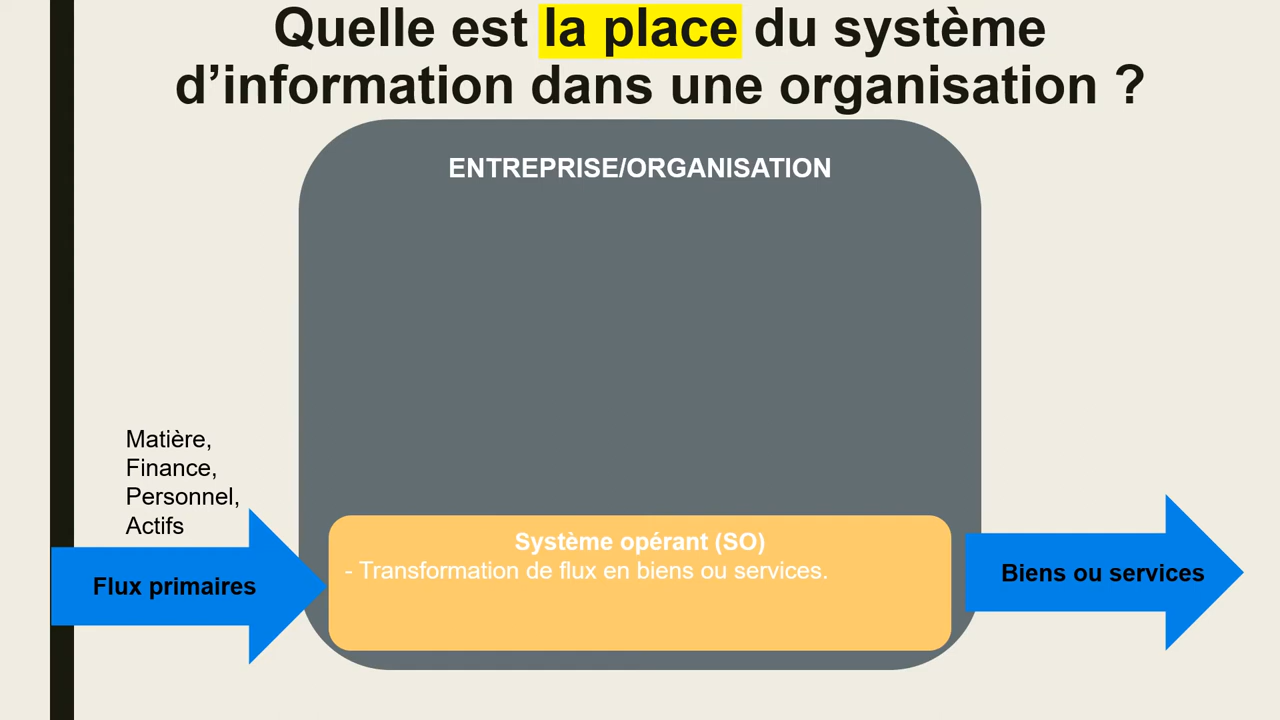 Quelle est la place du système
d’information dans une organisation ?
ENTREPRISE/ORGANISATION
Matière,
Finance,
Personnel,
Actifs
Flux primaires
Système opérant (SO)
- Transformation de flux en biens ou services.
Biens ou services